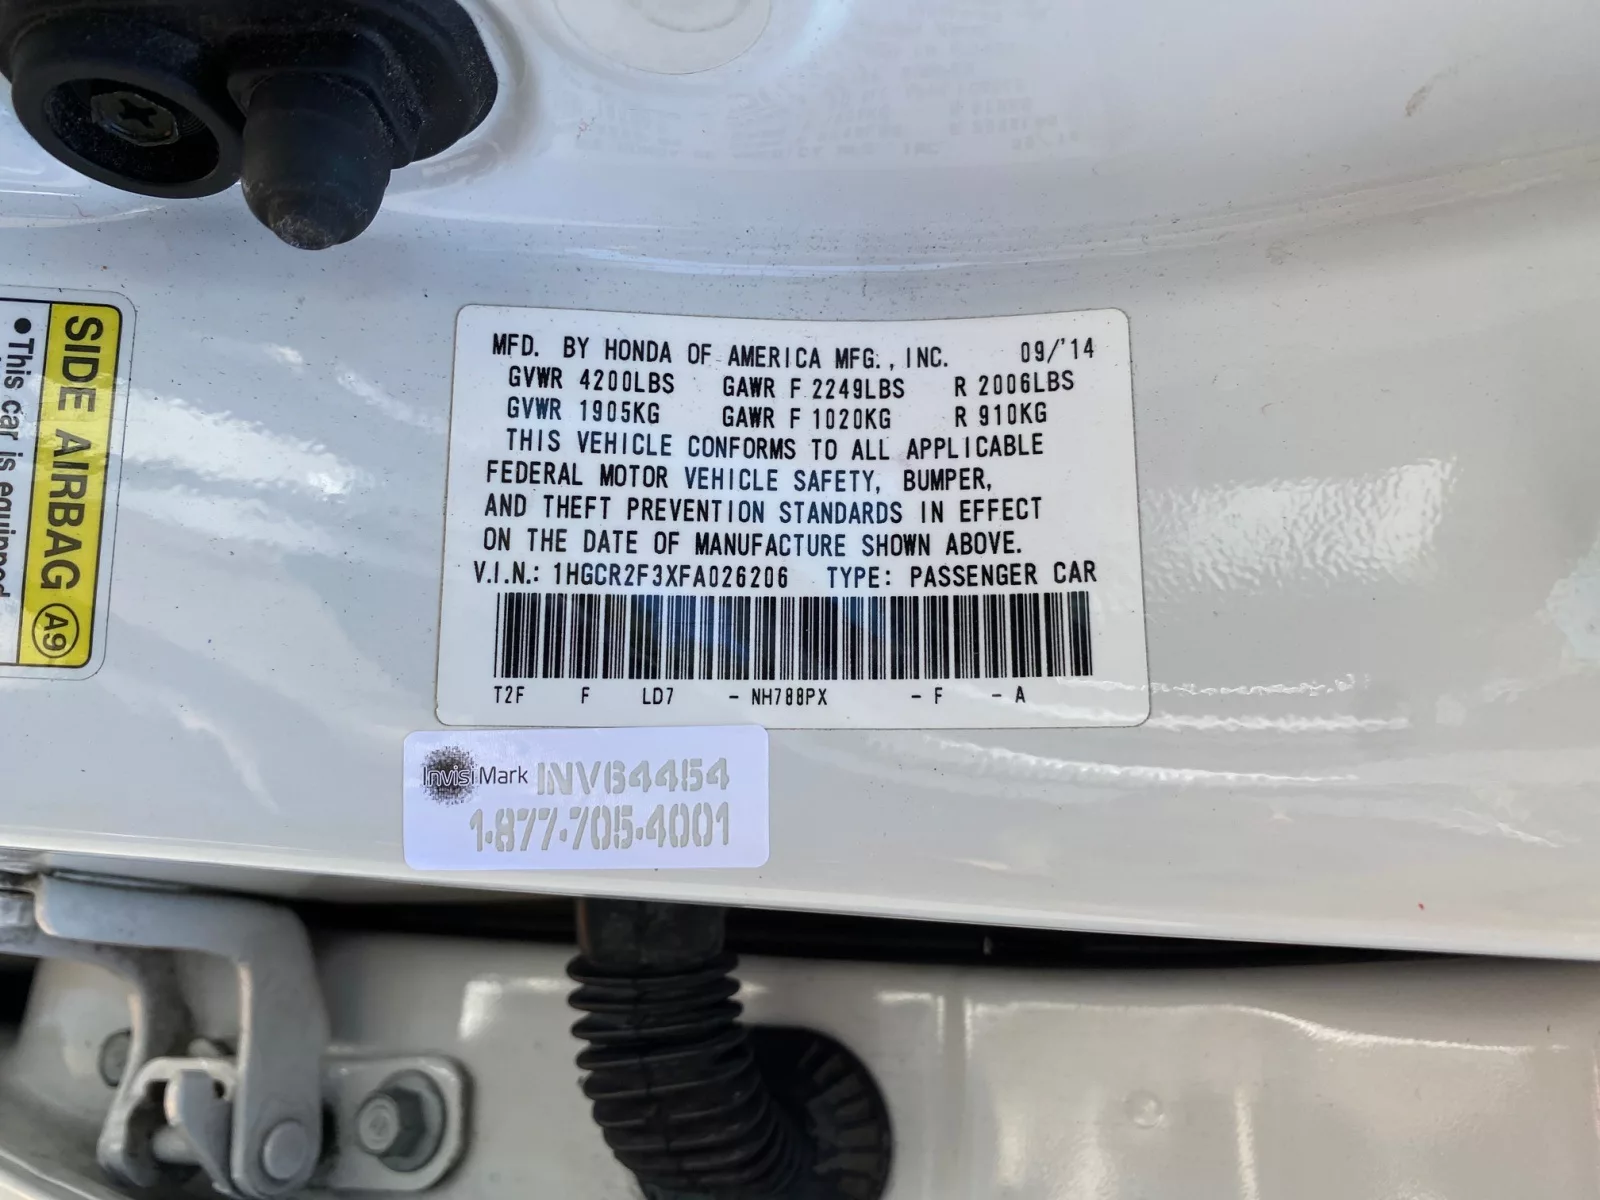 MFD. BY HONDA OF AMERICA MFG., INC. 09/'14
GVWR 4200LBS GAWR F 2249LBS R 2006LBS
GVWR 1905KG GAWR F 1020KG R 910KG
THIS VEHICLE CONFORMS TO ALL APPLICABLE
FEDERAL MOTOR VEHICLE SAFETY, BUMPER,
AND THEFT PREVENTION STANDARDS IN EFFECT
ON THE DATE OF MANUFACTURE SHOWN ABOVE.
V.I.N.: 1HGCR2F3XFA026206 TYPE: PASSENGER CAR
T2F F LD7 - NH788PX - F - A
InvisiMark INV64454
1-877-705-4001
SIDE AIRBAG A9
●This car is equipped